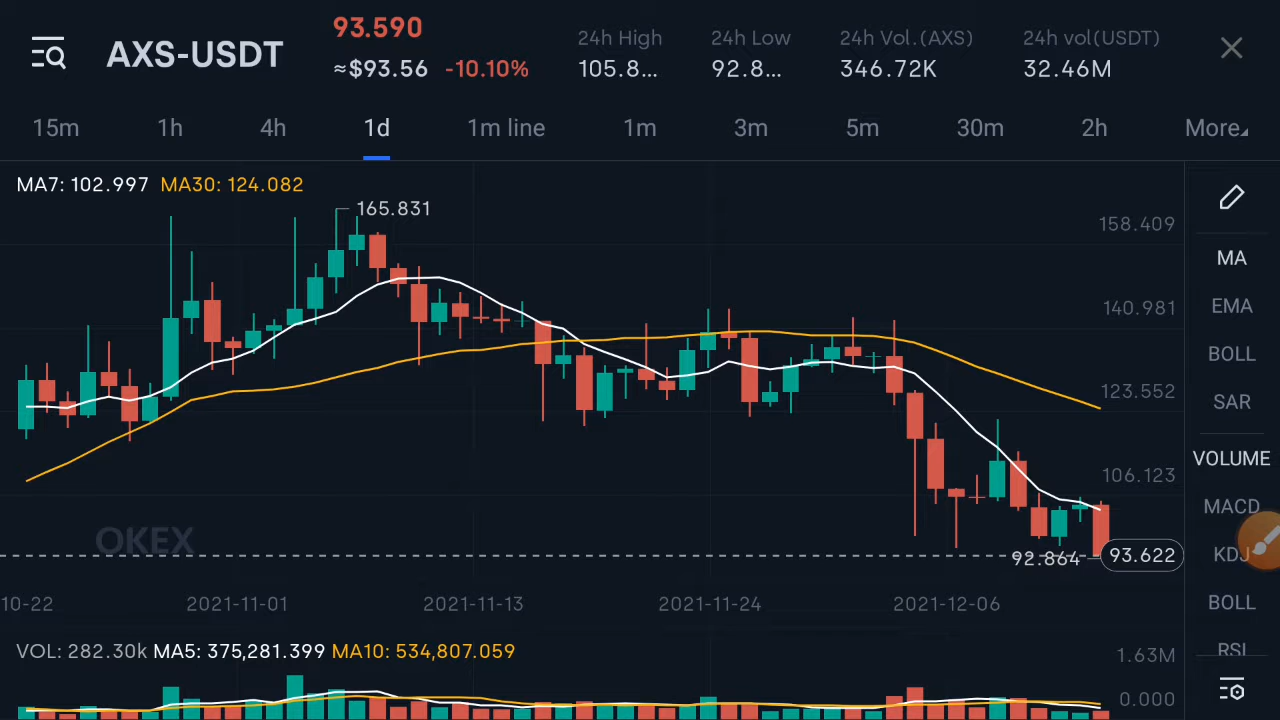 AXS-USDT
93.590
≈$93.56 -10.10%
24h High
105.8...
24h Low
92.8...
24h Vol.(AXS)
346.72K
24h vol(USDT)
32.46M
15m 1h 4h 1d 1m line 1m 3m 5m 30m 2h More
MA7: 102.997 MA30: 124.082
165.831
158.409
140.981
123.552
106.123
92.864
93.622
OKEX
10-22 2021-11-01 2021-11-13 2021-11-24 2021-12-06
VOL: 282.30k MA5: 375,281.399 MA10: 534,807.059
1.63M
0.000
MA
EMA
BOLL
SAR
VOLUME
MACD
KDJ
BOLL
RSI